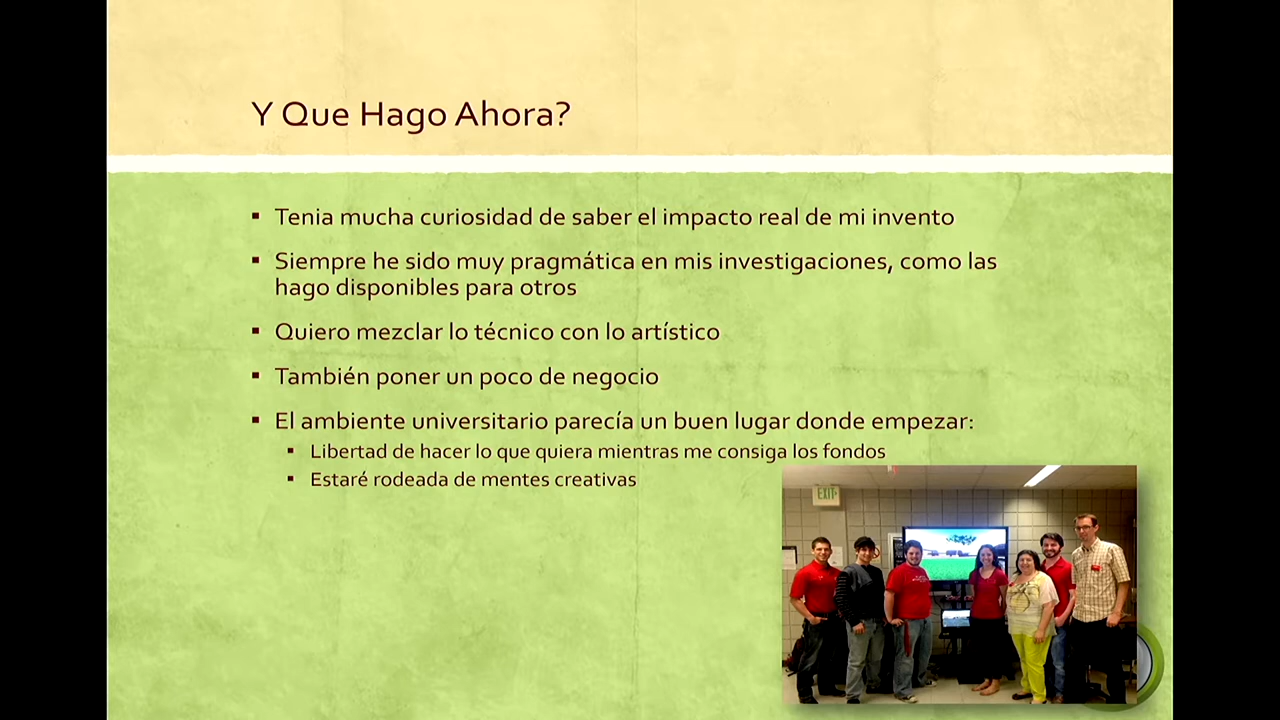 Y Que Hago Ahora?
▪ Tenia mucha curiosidad de saber el impacto real de mi invento
▪ Siempre he sido muy pragmática en mis investigaciones, como las
hago disponibles para otros
▪ Quiero mezclar lo técnico con lo artístico
▪ También poner un poco de negocio
▪ El ambiente universitario parecía un buen lugar donde empezar:
▪ Libertad de hacer lo que quiera mientras me consiga los fondos
▪ Estaré rodeada de mentes creativas
EXIT